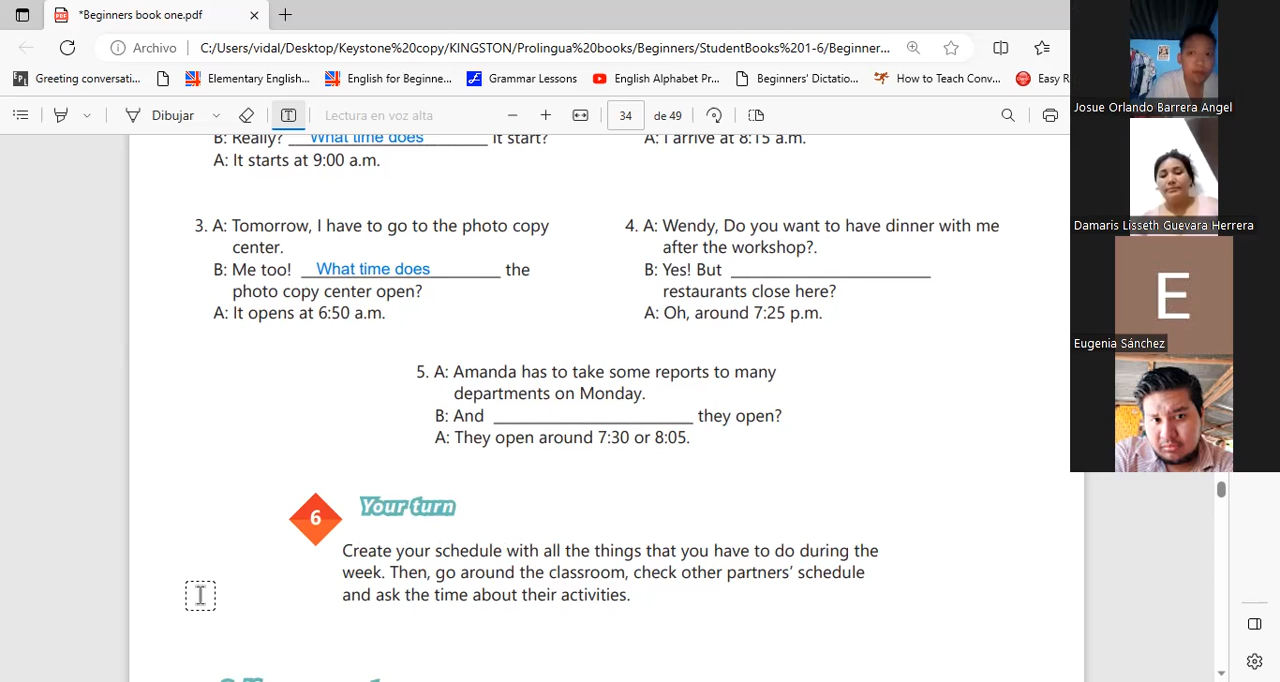 *Beginners book one.pdf
Archivo
C:/Users/vidal/Desktop/Keystone%20copy/KINGSTON/Prolingua%20books/Beginners/StudentBooks%201-6/Beginner...
Greeting conversati...
Elementary English...
English for Beginne...
Grammar Lessons
English Alphabet Pr...
Beginners' Dictatio...
How to Teach Conv...
Easy R
Dibujar
Lectura en voz alta
34
de 49
B: Really? What time does it start?
A: It starts at 9:00 a.m.
A: I arrive at 8:15 a.m.
3. A: Tomorrow, I have to go to the photo copy
center.
B: Me too! What time does the
photo copy center open?
A: It opens at 6:50 a.m.
4. A: Wendy, Do you want to have dinner with me
after the workshop?.
B: Yes! But ____________________
restaurants close here?
A: Oh, around 7:25 p.m.
5. A: Amanda has to take some reports to many
departments on Monday.
B: And ____________________ they open?
A: They open around 7:30 or 8:05.
6
Your turn
Create your schedule with all the things that you have to do during the
week. Then, go around the classroom, check other partners' schedule
and ask the time about their activities.
Josue Orlando Barrera Angel
Damaris Lisseth Guevara Herrera
E
Eugenia Sánchez